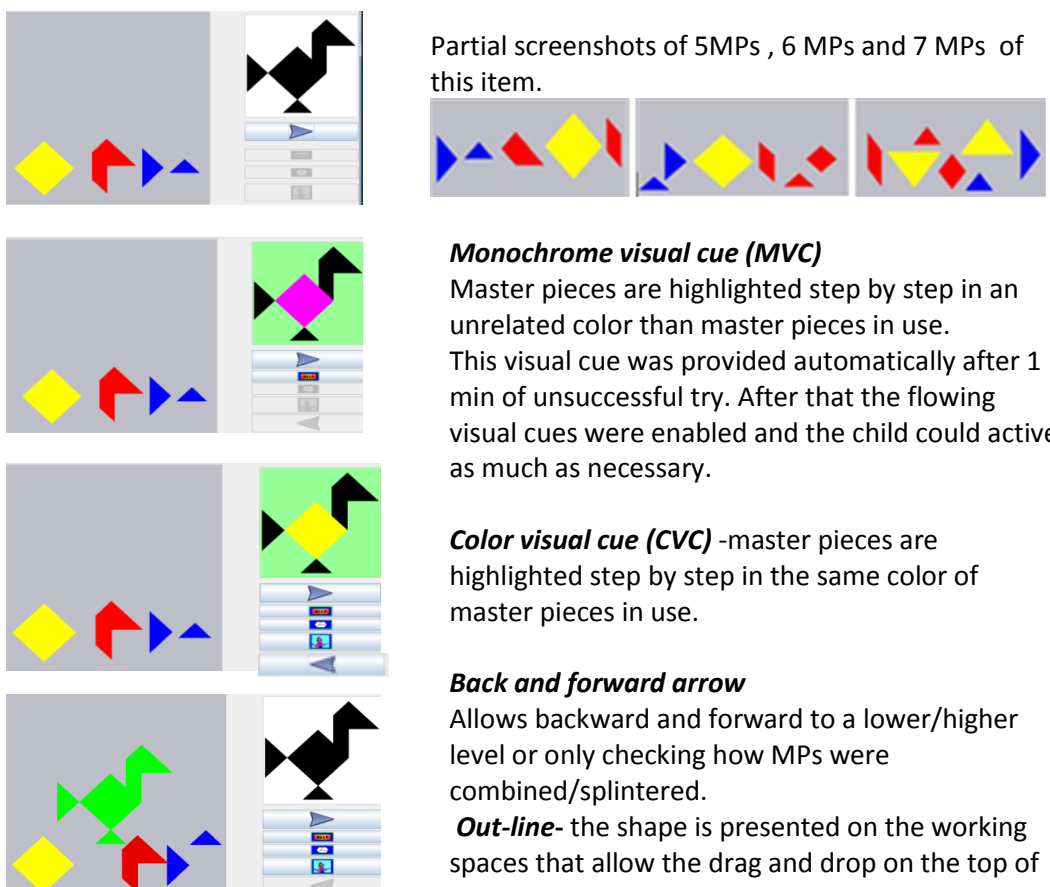 Partial screenshots of 5MPs , 6 MPs and 7 MPs of
this item.
Monochrome visual cue (MVC)
Master pieces are highlighted step by step in an
unrelated color than master pieces in use.
This visual cue was provided automatically after 1
min of unsuccessful try. After that the flowing
visual cues were enabled and the child could active
as much as necessary.
Color visual cue (CVC) -master pieces are
highlighted step by step in the same color of
master pieces in use.
Back and forward arrow
Allows backward and forward to a lower/higher
level or only checking how MPs were
combined/splintered.
Out-line- the shape is presented on the working
spaces that allow the drag and drop on the top of